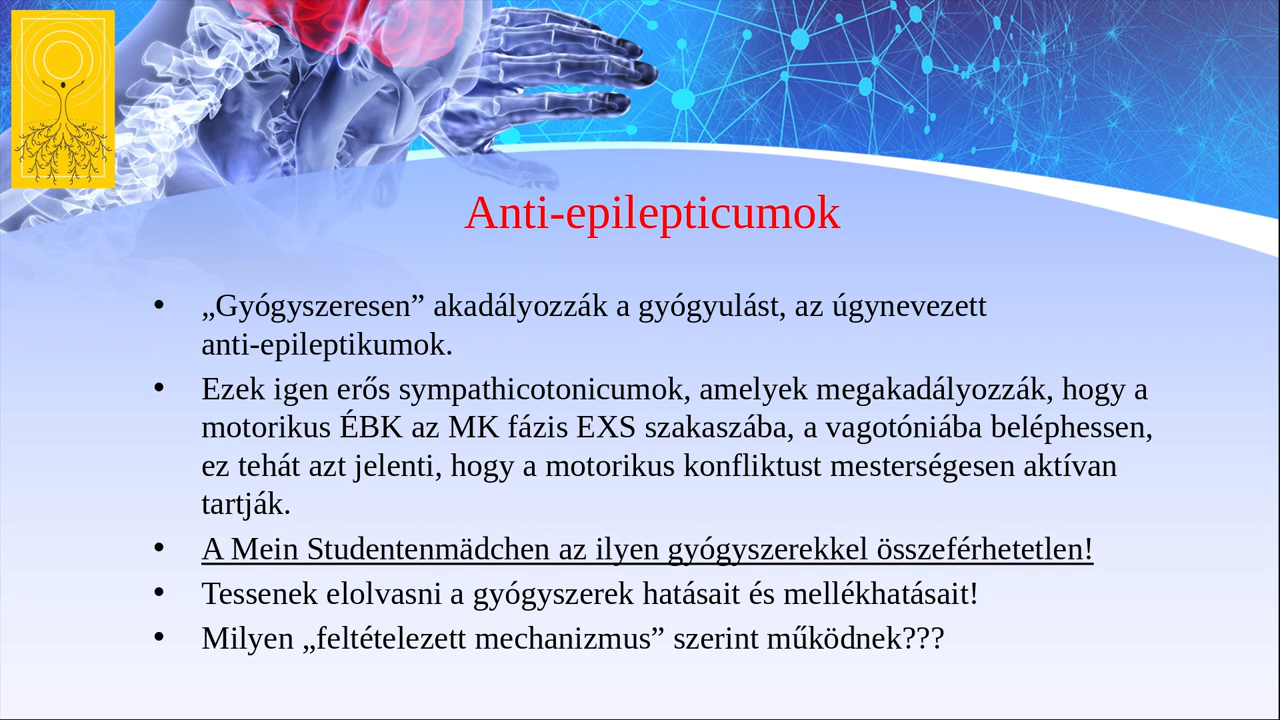 Anti-epilepticumok
• „Gyógyszeresen” akadályozzák a gyógyulást, az úgynevezett
anti-epileptikumok.
• Ezek igen erős sympathicotonicumok, amelyek megakadályozzák, hogy a
motorikus ÉBK az MK fázis EXS szakaszába, a vagotóniába beléphessen,
ez tehát azt jelenti, hogy a motorikus konfliktust mesterségesen aktívan
tartják.
• A Mein Studentenmädchen az ilyen gyógyszerekkel összeférhetetlen!
• Tessenek elolvasni a gyógyszerek hatásait és mellékhatásait!
• Milyen „feltételezett mechanizmus” szerint működnek???